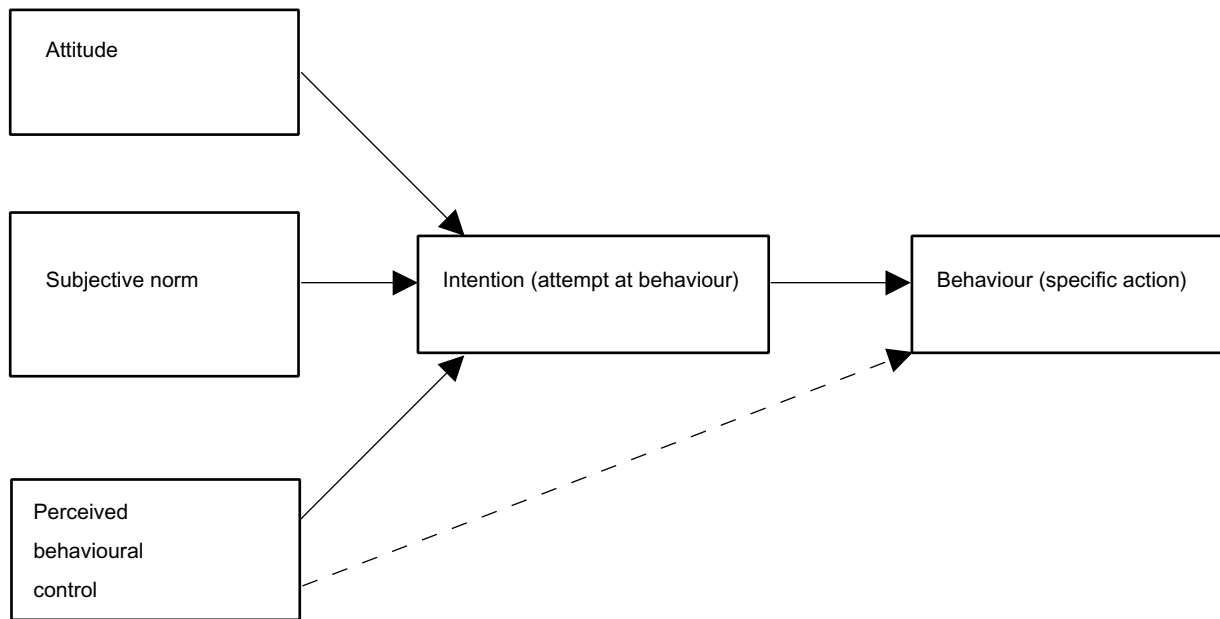 Attitude
Subjective norm
Intention (attempt at behaviour)
Behaviour (specific action)
Perceived
behavioural
control